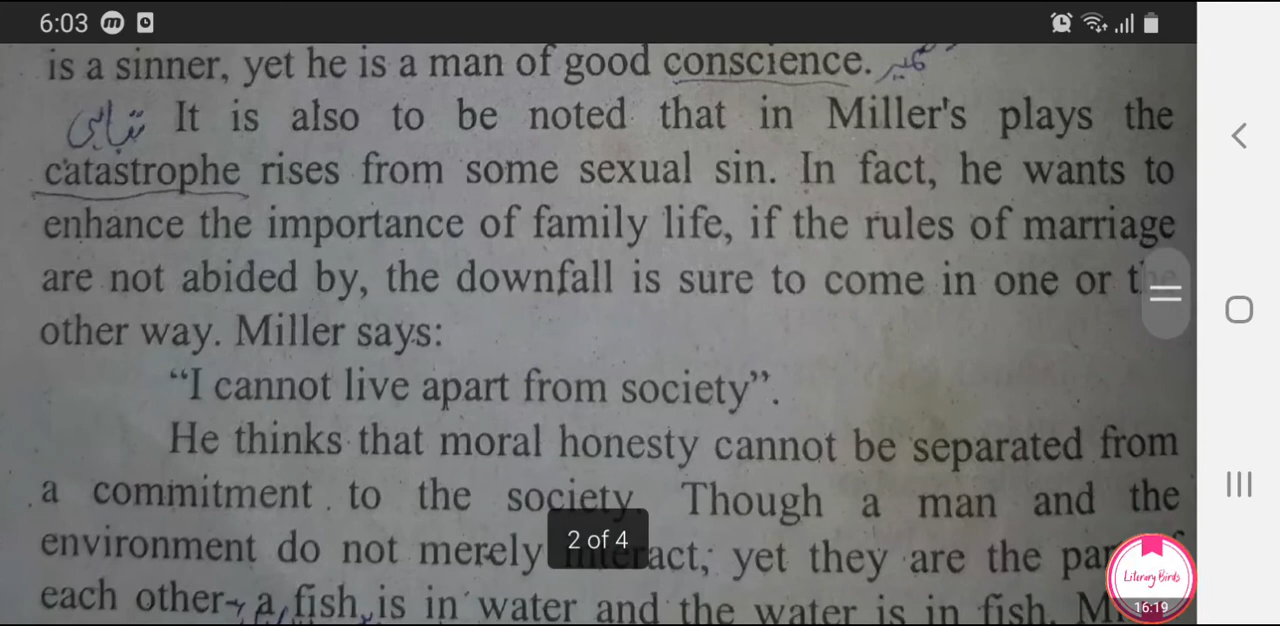 6:03
is a sinner, yet he is a man of good conscience. ضمیر
تباہی It is also to be noted that in Miller's plays the
catastrophe rises from some sexual sin. In fact, he wants to
enhance the importance of family life, if the rules of marriage
are not abided by, the downfall is sure to come in one or
other way. Miller says:
“I cannot live apart from society”.
He thinks that moral honesty cannot be separated from
a commitment to the society. Though a man and the
environment do not merely interact; yet they are the
each other, a fish is in water and the water is in fish.
2 of 4
Literary Birds
16:19